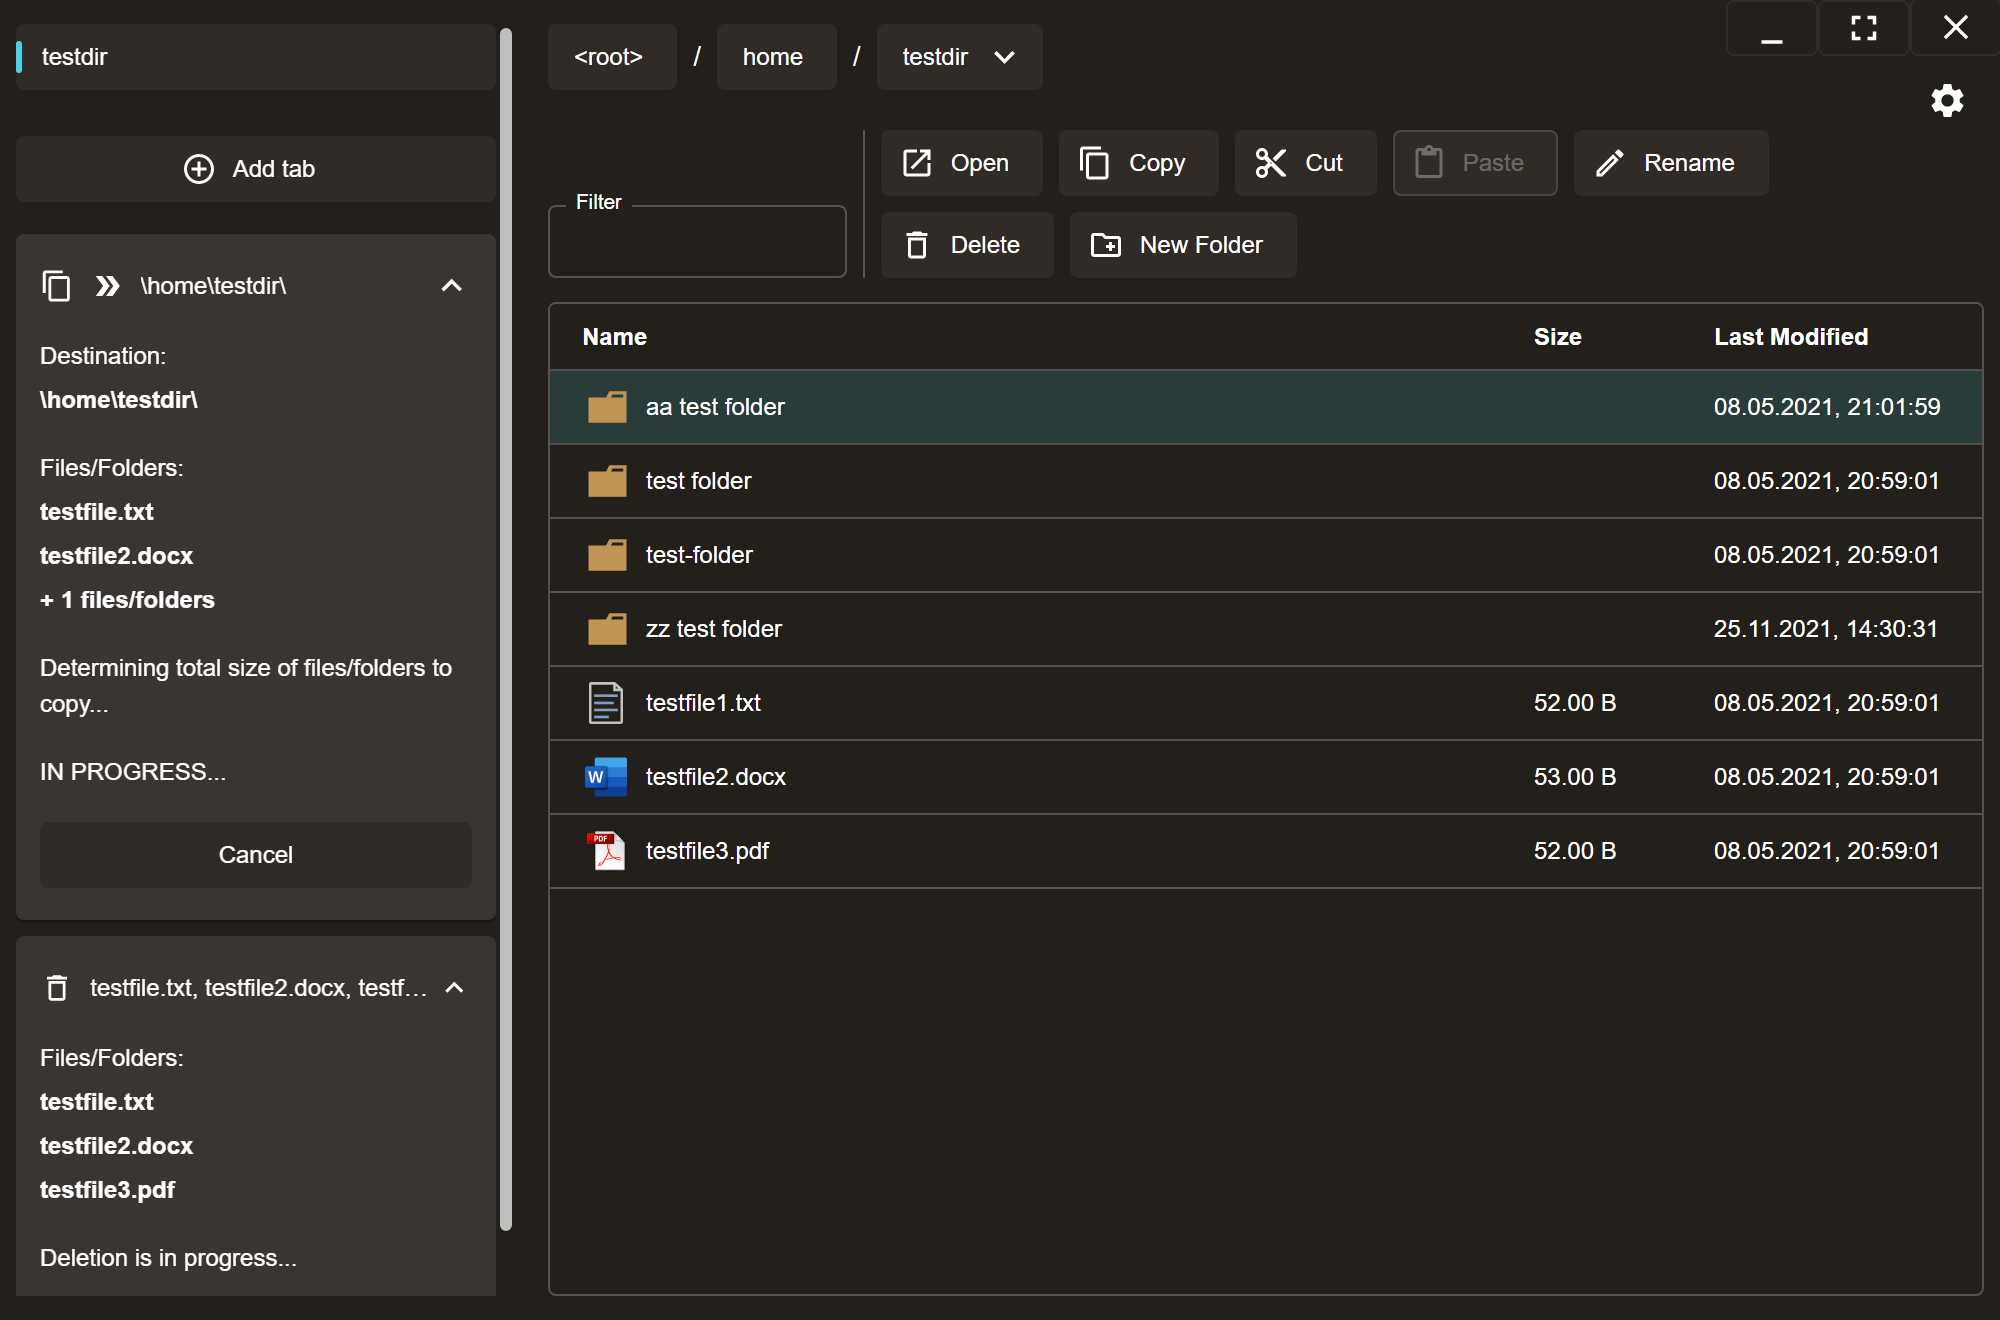 testdir
Add tab
\home\testdir\
Destination:
\home\testdir\
Files/Folders:
testfile.txt
testfile2.docx
+ 1 files/folders
Determining total size of files/folders to
copy...
IN PROGRESS...
Cancel
testfile.txt, testfile2.docx, testf...
Files/Folders:
testfile.txt
testfile2.docx
testfile3.pdf
Deletion is in progress...
<root> / home / testdir
Filter
Open Copy Cut Paste Rename
Delete New Folder
Name Size Last Modified
aa test folder 08.05.2021, 21:01:59
test folder 08.05.2021, 20:59:01
test-folder 08.05.2021, 20:59:01
zz test folder 25.11.2021, 14:30:31
testfile1.txt 52.00 B 08.05.2021, 20:59:01
W testfile2.docx 53.00 B 08.05.2021, 20:59:01
PDF testfile3.pdf 52.00 B 08.05.2021, 20:59:01